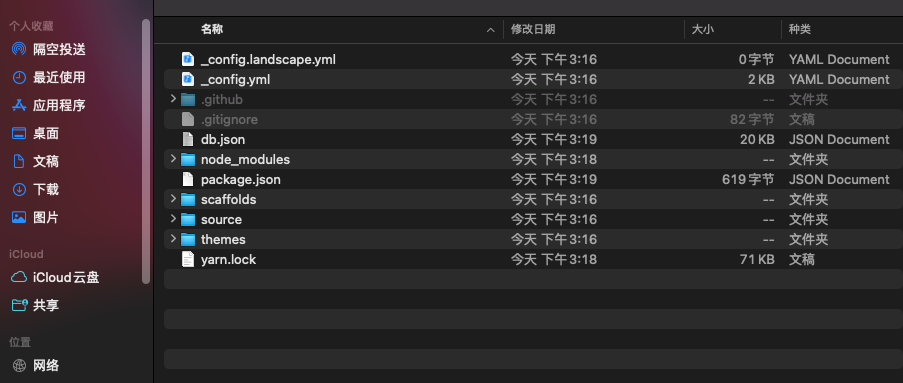 个人收藏
隔空投送
最近使用
应用程序
桌面
文稿
下载
图片
iCloud
iCloud云盘
共享
位置
网络
名称 修改日期 大小 种类
_config.landscape.yml 今天 下午3:16 0字节 YAML Document
_config.yml 今天 下午3:16 2 KB YAML Document
.github 今天 下午3:16 -- 文件夹
.gitignore 今天 下午3:16 82字节 文稿
db.json 今天 下午3:19 20 KB JSON Document
node_modules 今天 下午3:18 -- 文件夹
package.json 今天 下午3:19 619字节 JSON Document
scaffolds 今天 下午3:16 -- 文件夹
source 今天 下午3:16 -- 文件夹
themes 今天 下午3:16 -- 文件夹
yarn.lock 今天 下午3:18 71 KB 文稿